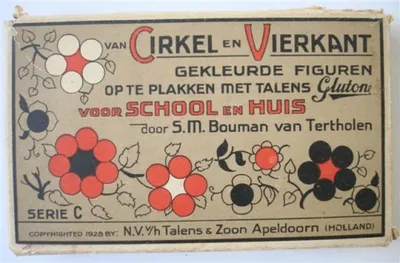 VAN CIRKEL EN VIERKANT
GEKLEURDE FIGUREN
OP TE PLAKKEN MET TALENS Gluton
VOOR SCHOOL EN HUIS
door S.M. Bouman van Tertholen
SERIE C
COPYRIGHTED 1928 BY: N.V. v/h Talens & Zoon Apeldoorn (HOLLAND)